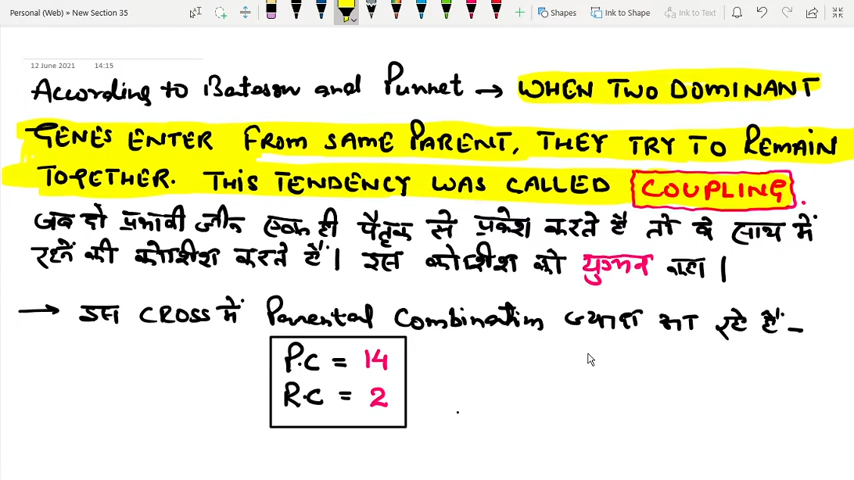 Personal (Web) » New Section 35
Shapes
Ink to Shape
Ink to Text
12 June 2021 14:15
According to Bateson and Punnet → WHEN TWO DOMINANT
GENES ENTER FROM SAME PARENT, THEY TRY TO REMAIN
TOGETHER. THIS TENDENCY WAS CALLED COUPLING.
जब दो प्रभावी जीन एक ही पैतृक से प्रवेश करते है तो वे साथ में
रहने की कोशिश करते हैं। इस कोशीश को युग्मन कहा।
→ इस CROSS में Parental Combination ज्यादा आ रहे हैं -
P.C = 14
R.C = 2